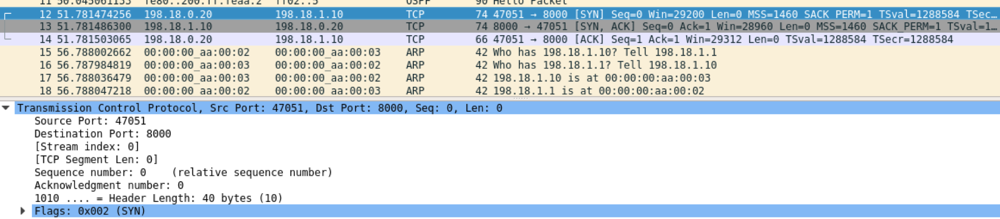 11 50.045061133 fe80::200:ff:feaa:2 ff02::5 OSPF 90 Hello Packet
12 51.781474256 198.18.0.20 198.18.1.10 TCP 74 47051 → 8000 [SYN] Seq=0 Win=29200 Len=0 MSS=1460 SACK_PERM=1 TSval=1288584 TSec…
13 51.781486300 198.18.1.10 198.18.0.20 TCP 74 8000 → 47051 [SYN, ACK] Seq=0 Ack=1 Win=28960 Len=0 MSS=1460 SACK_PERM=1 TSval=1…
14 51.781503065 198.18.0.20 198.18.1.10 TCP 66 47051 → 8000 [ACK] Seq=1 Ack=1 Win=29312 Len=0 TSval=1288584 TSecr=1288584
15 56.788002662 00:00:00_aa:00:02 00:00:00_aa:00:03 ARP 42 Who has 198.18.1.10? Tell 198.18.1.1
16 56.787984819 00:00:00_aa:00:03 00:00:00_aa:00:02 ARP 42 Who has 198.18.1.1? Tell 198.18.1.10
17 56.788036479 00:00:00_aa:00:03 00:00:00_aa:00:02 ARP 42 198.18.1.10 is at 00:00:00:aa:00:03
18 56.788047218 00:00:00_aa:00:02 00:00:00_aa:00:03 ARP 42 198.18.1.1 is at 00:00:00:aa:00:02
Transmission Control Protocol, Src Port: 47051, Dst Port: 8000, Seq: 0, Len: 0
Source Port: 47051
Destination Port: 8000
[Stream index: 0]
[TCP Segment Len: 0]
Sequence number: 0    (relative sequence number)
Acknowledgment number: 0
1010 .... = Header Length: 40 bytes (10)
Flags: 0x002 (SYN)